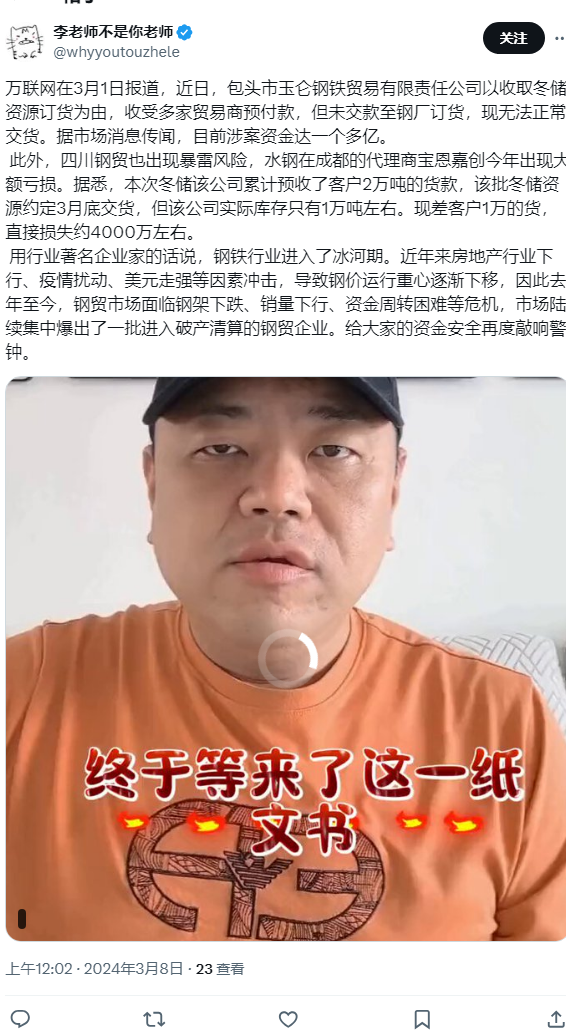 李老师不是你老师
关注
@whyyoutouzhele
万联网在3月1日报道，近日，包头市玉仑钢铁贸易有限责任公司以收取冬储
资源订货为由，收受多家贸易商预付款，但未交款至钢厂订货，现无法正常
交货。据市场消息传闻，目前涉案资金达一个多亿。
此外，四川钢贸也出现暴雷风险，水钢在成都的代理商宝恩嘉创今年出现大
额亏损。据悉，本次冬储该公司累计预收了客户2万吨的货款，该批冬储资
源约定3月底交货，但该公司实际库存只有1万吨左右。现差客户1万的货，
直接损失约4000万左右。
用行业著名企业家的话说，钢铁行业进入了冰河期。近年来房地产行业下
行、疫情扰动、美元走强等因素冲击，导致钢价运行重心逐渐下移，因此去
年至今，钢贸市场面临钢架下跌、销量下行、资金周转困难等危机，市场陆
续集中爆出了一批进入破产清算的钢贸企业。给大家的资金安全再度敲响警
钟。
终于等来了这一纸
文书
上午12:02 · 2024年3月8日 · 23 查看